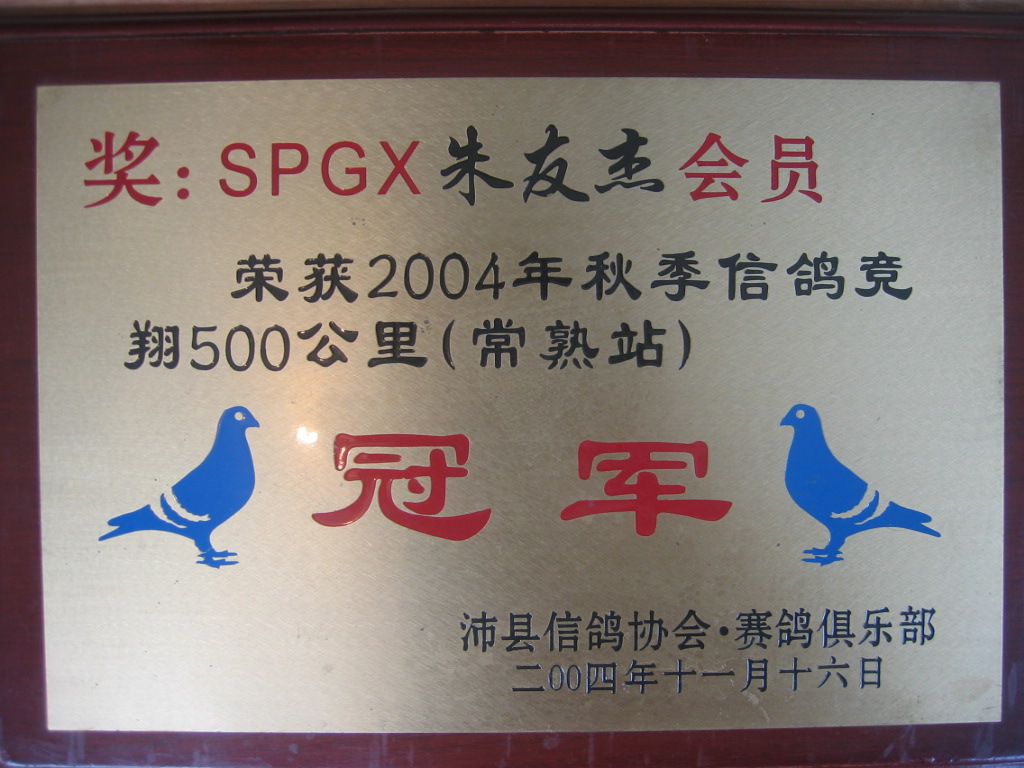 奖:SPGX朱友杰会员
荣获2004年秋季信鸽竞
翔500公里(常熟站)
冠军
沛县信鸽协会·赛鸽俱乐部
二00四年十一月十六日